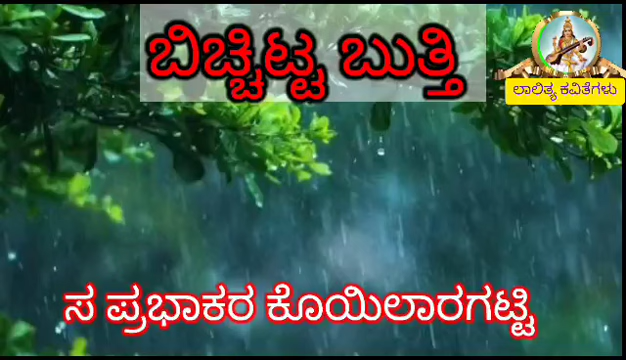 ಬಿಚ್ಚಿಟ್ಟ ಬುತ್ತಿ
ಲಾಲಿತ್ಯ ಕವಿತೆಗಳು
ಸ ಪ್ರಭಾಕರ ಕೊಯಿಲಾರಗಟ್ಟಿ